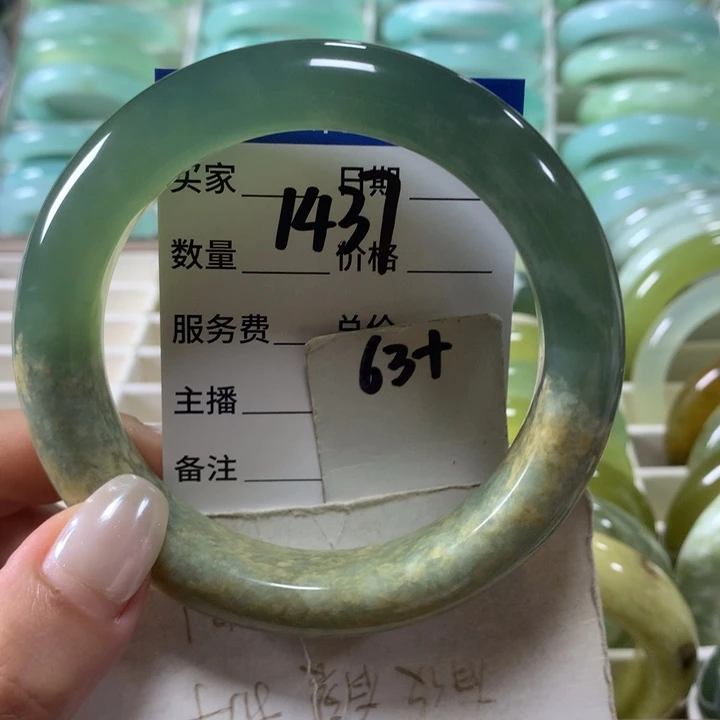 买家 日期
1437
数量 价格
服务费 总价
63+
主播
备注